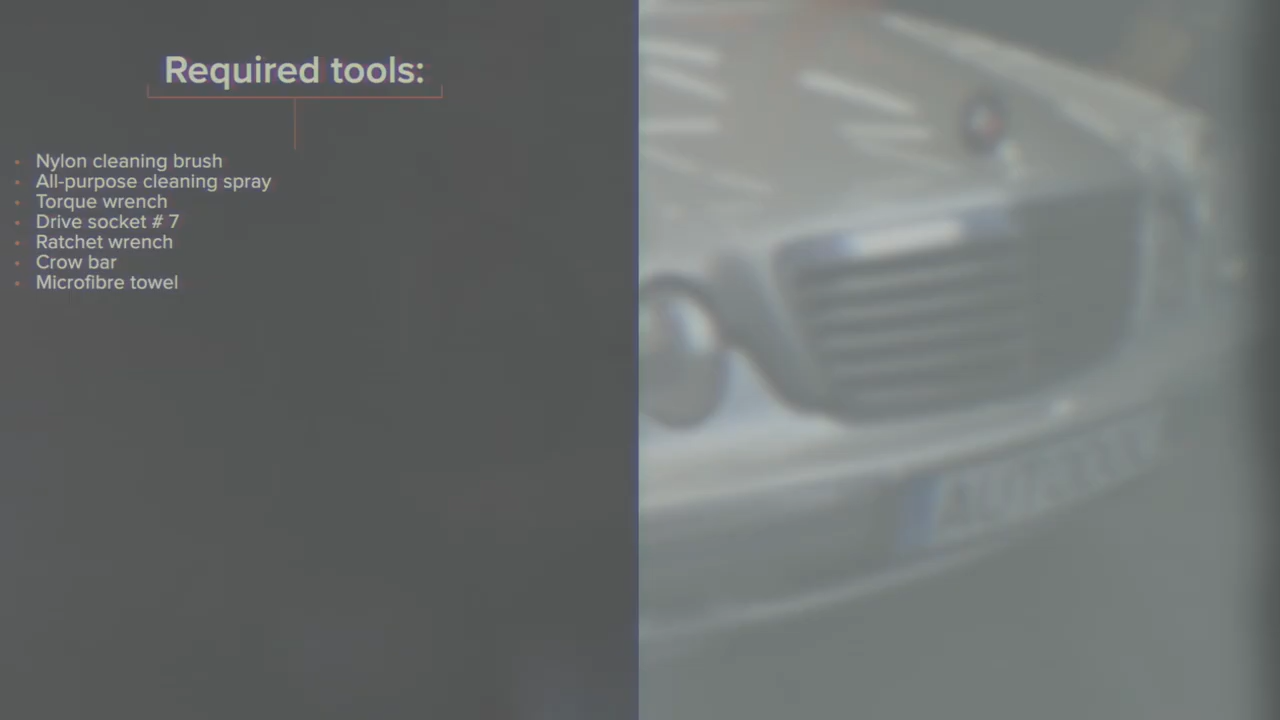 Required tools:
Nylon cleaning brush
All-purpose cleaning spray
Torque wrench
Drive socket # 7
Ratchet wrench
Crow bar
Microfibre towel